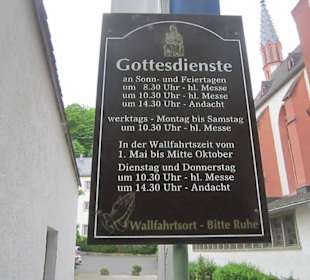 Gottesdienste
an Sonn- und Feiertagen
um 8.30 Uhr - hl. Messe
um 10.30 Uhr - hl. Messe
um 14.30 Uhr - Andacht
werktags - Montag bis Samstag
um 10.30 Uhr - hl. Messe
In der Wallfahrtszeit vom
1. Mai bis Mitte Oktober
Dienstag und Donnerstag
um 10.30 Uhr - hl. Messe
um 14.30 Uhr - Andacht
Wallfahrtsort - Bitte Ruhe